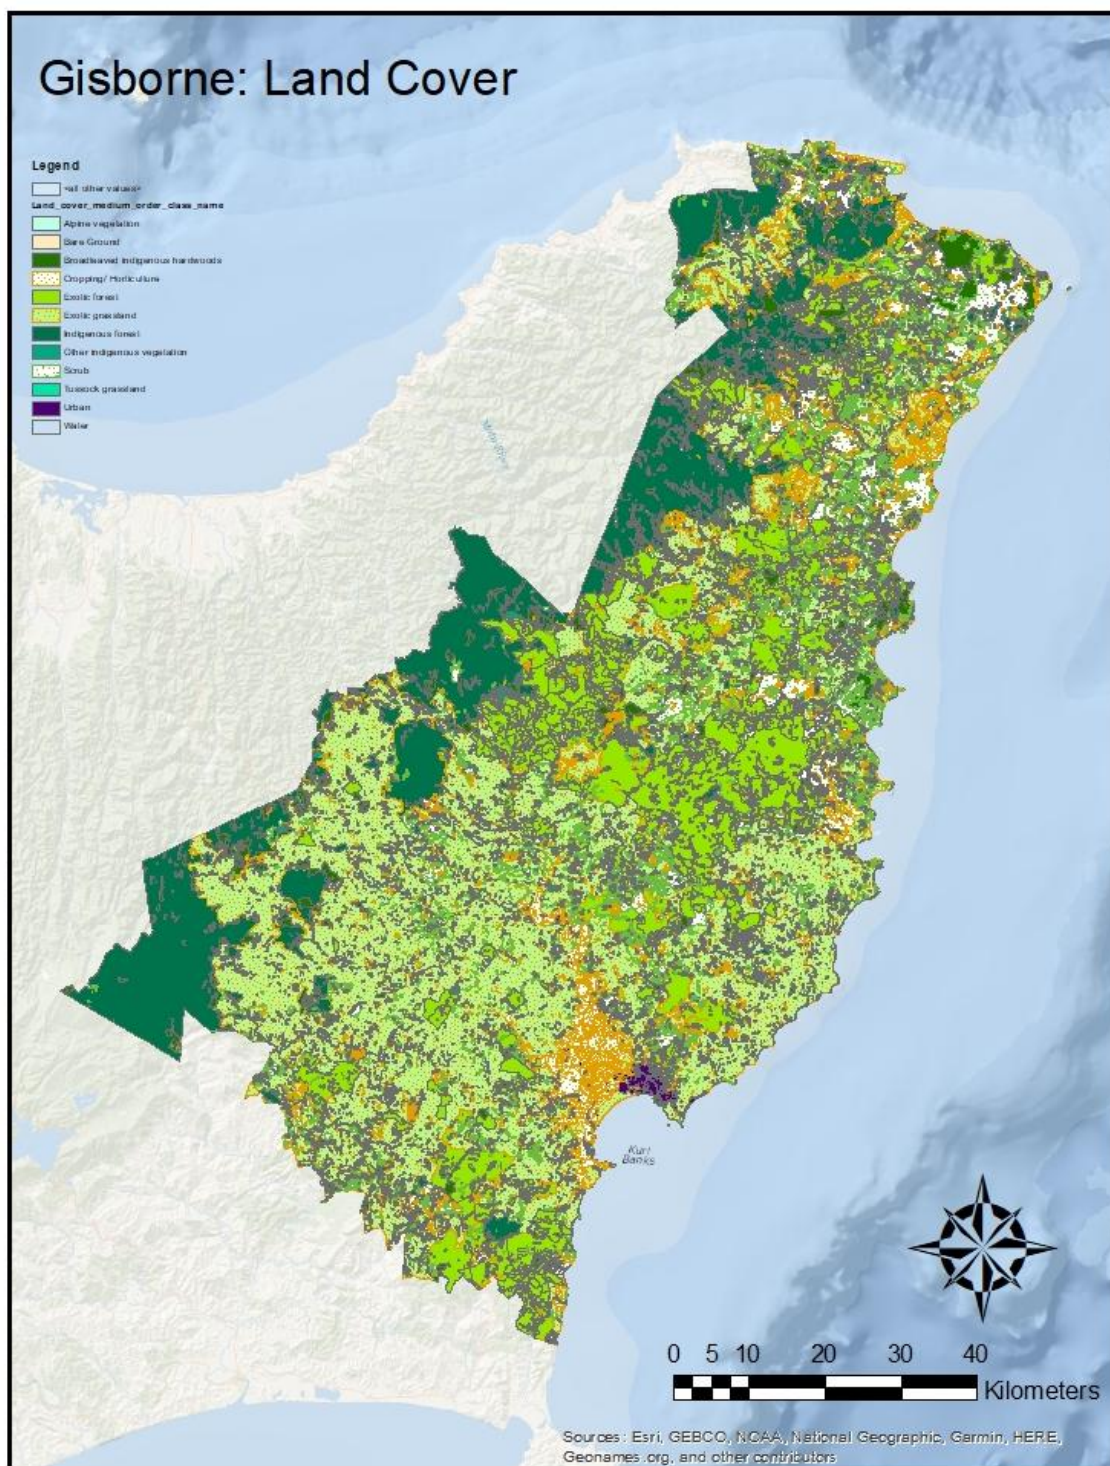 Gisborne: Land Cover
Legend
<all other values>
Land_cover_medium_order_class_name
Alpine vegetation
Bare Ground
Broadleaved indigenous hardwoods
Cropping/ Horticulture
Exotic forest
Exotic grassland
Indigenous forest
Other indigenous vegetation
Scrub
Tussock grassland
Urban
Water
Motu River
Kuri
Banks
0 5 10 20 30 40
Kilometers
Sources: Esri, GEBCO, NOAA, National Geographic, Garmin, HERE,
Geonames.org, and other contributors